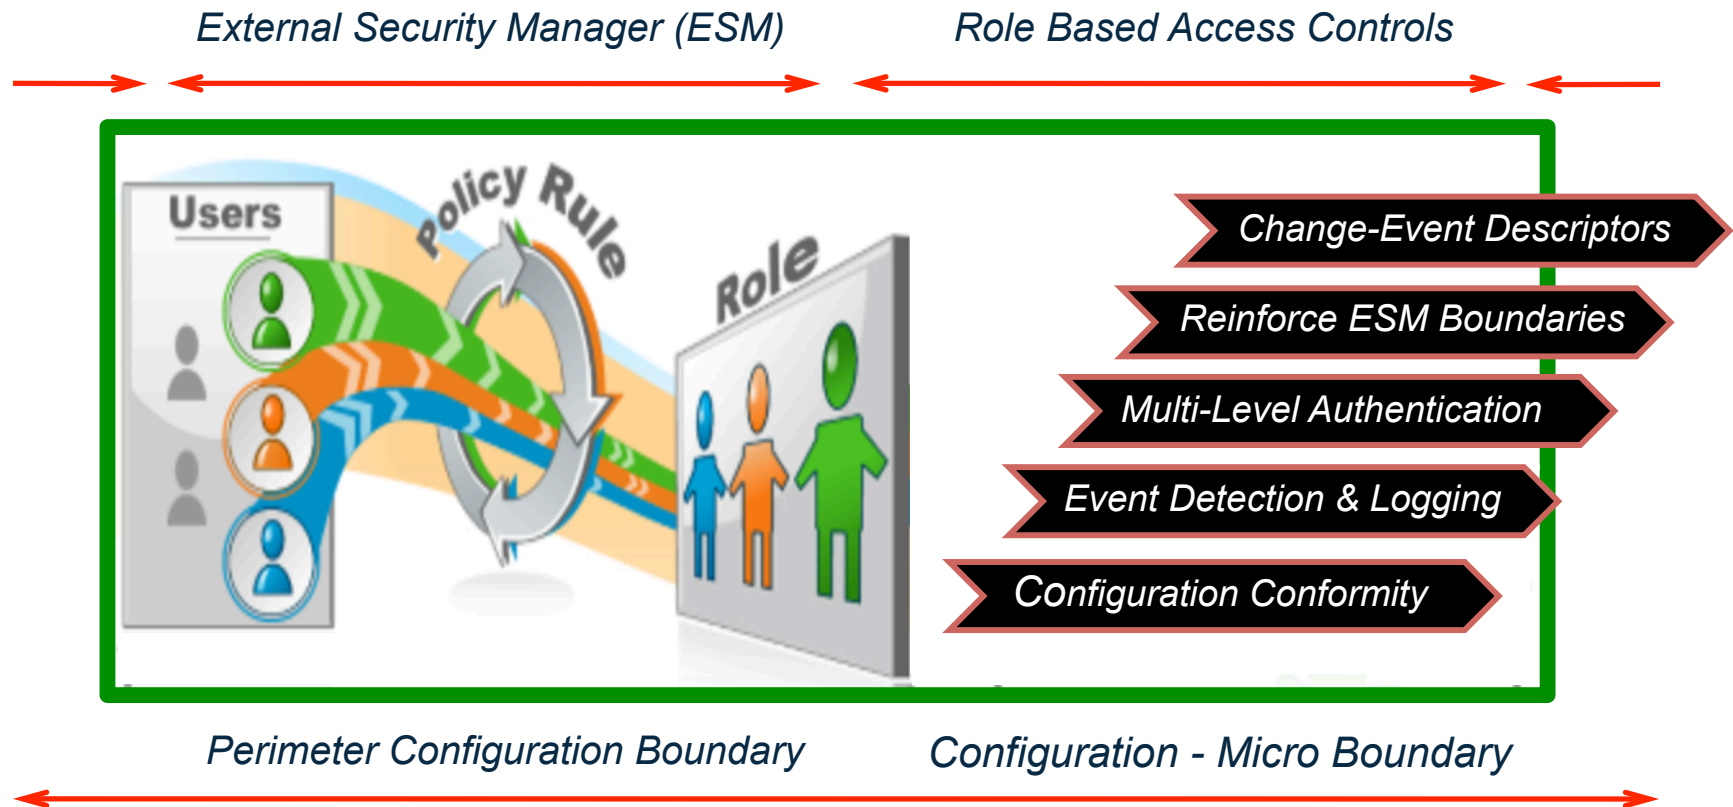 External Security Manager (ESM)
Role Based Access Controls
Users
Policy Rule
Role
Change-Event Descriptors
Reinforce ESM Boundaries
Multi-Level Authentication
Event Detection & Logging
Configuration Conformity
Perimeter Configuration Boundary
Configuration - Micro Boundary